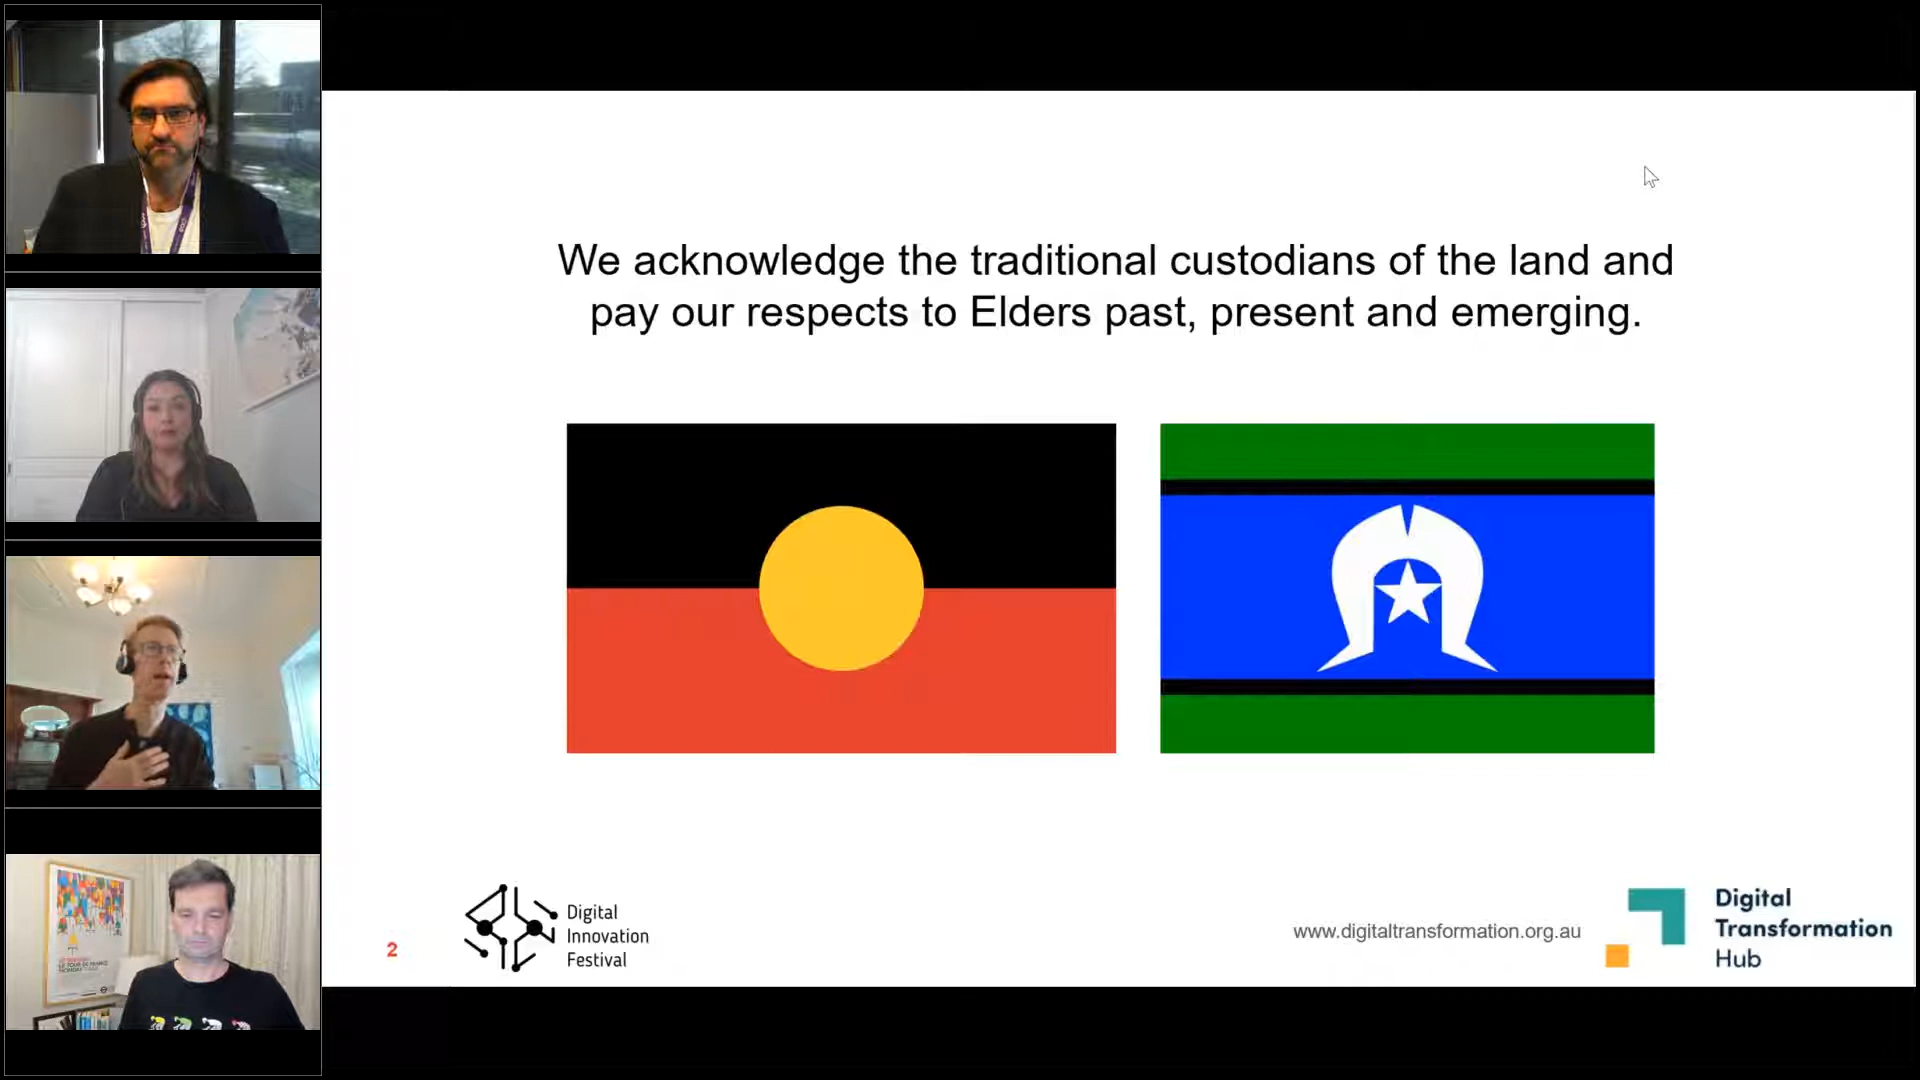 We acknowledge the traditional custodians of the land and
pay our respects to Elders past, present and emerging.
2
Digital
Innovation
Festival
www.digitaltransformation.org.au
Digital
Transformation
Hub